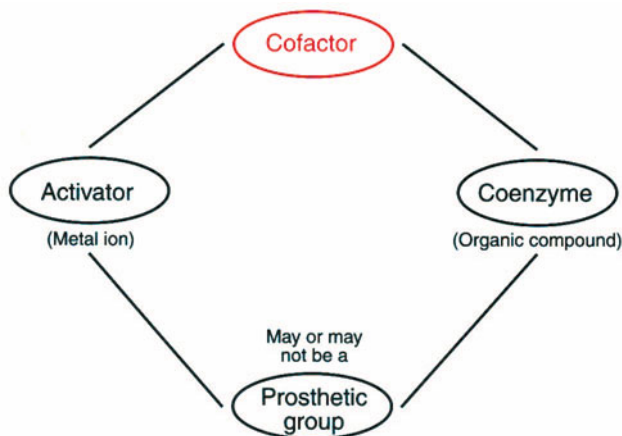 Cofactor
Activator
(Metal ion)
Coenzyme
(Organic compound)
May or may
not be a
Prosthetic
group